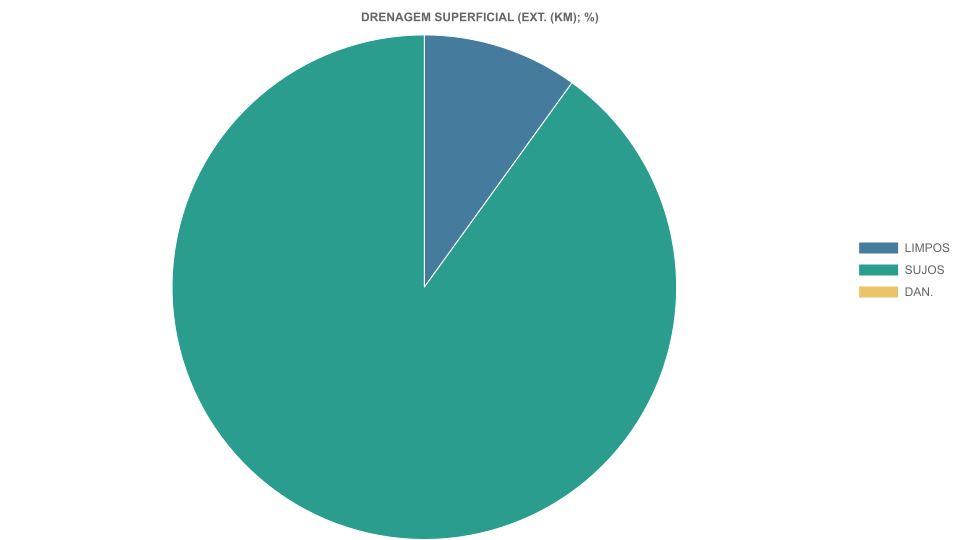 DRENAGEM SUPERFICIAL (EXT. (KM); %)
LIMPOS
SUJOS
DAN.